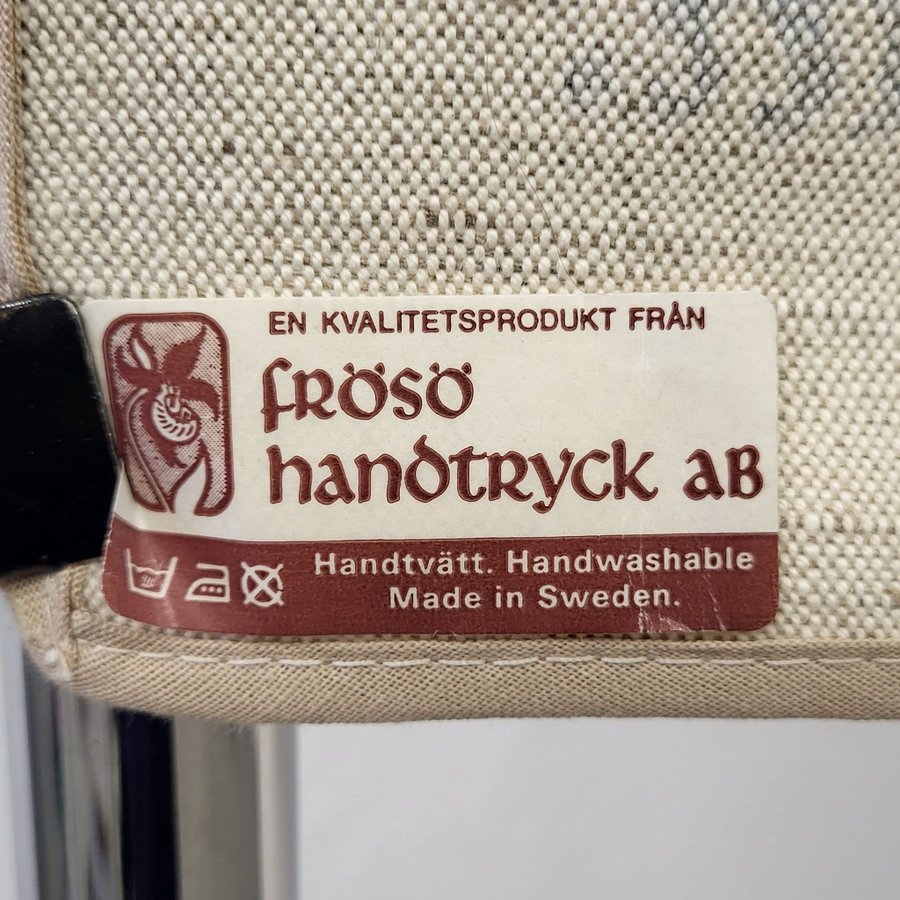 EN KVALITETSPRODUKT FRÅN
FRÖSÖ
HANDTRYCK AB
Handtvätt. Handwashable
Made in Sweden.